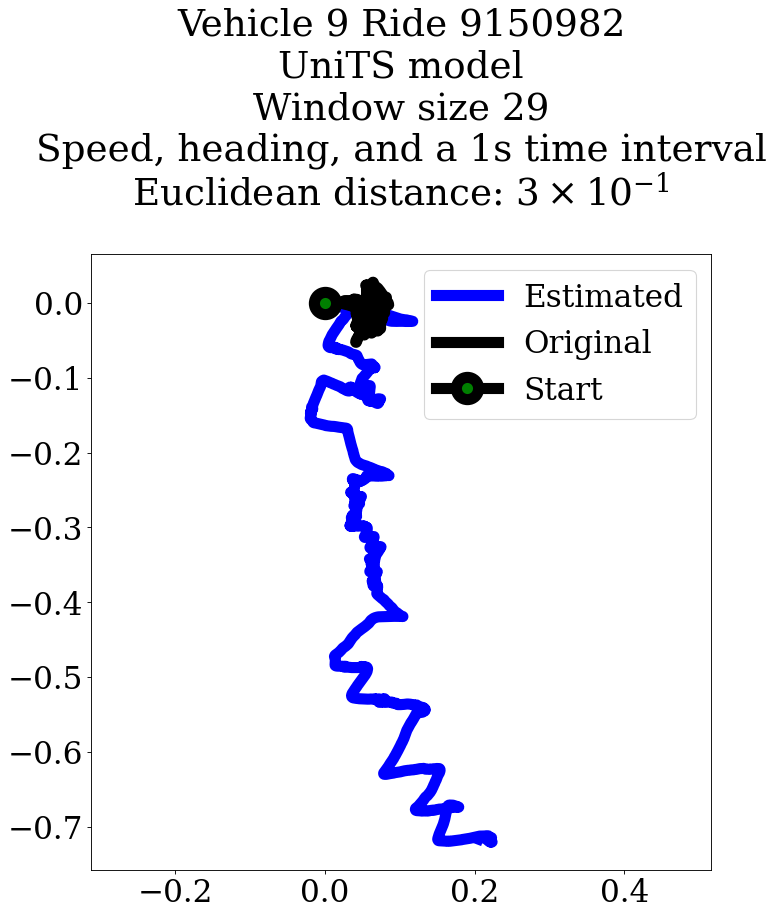 Vehicle 9 Ride 9150982
UniTS model
Window size 29
Speed, heading, and a 1s time interval
Euclidean distance: 3 × 10⁻¹
Estimated
Original
Start
0.0
−0.1
−0.2
−0.3
−0.4
−0.5
−0.6
−0.7
−0.2 0.0 0.2 0.4